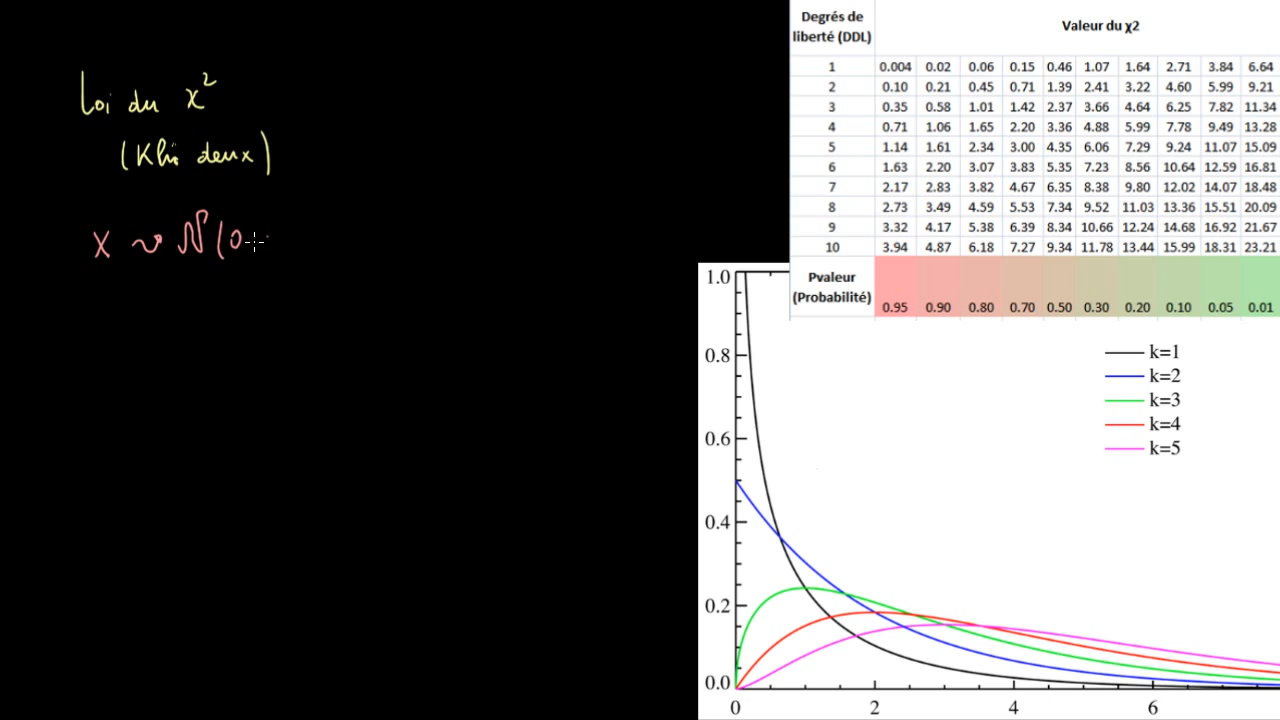 Loi du x²
(Khi deux)
X ~ N(0
Degrés de
liberté (DDL)
Valeur du χ2
1 0.004 0.02 0.06 0.15 0.46 1.07 1.64 2.71 3.84 6.64
2 0.10 0.21 0.45 0.71 1.39 2.41 3.22 4.60 5.99 9.21
3 0.35 0.58 1.01 1.42 2.37 3.66 4.64 6.25 7.82 11.34
4 0.71 1.06 1.65 2.20 3.36 4.88 5.99 7.78 9.49 13.28
5 1.14 1.61 2.34 3.00 4.35 6.06 7.29 9.24 11.07 15.09
6 1.63 2.20 3.07 3.83 5.35 7.23 8.56 10.64 12.59 16.81
7 2.17 2.83 3.82 4.67 6.35 8.38 9.80 12.02 14.07 18.48
8 2.73 3.49 4.59 5.53 7.34 9.52 11.03 13.36 15.51 20.09
9 3.32 4.17 5.38 6.39 8.34 10.66 12.24 14.68 16.92 21.67
10 3.94 4.87 6.18 7.27 9.34 11.78 13.44 15.99 18.31 23.21
Pvaleur
(Probabilité)
0.95 0.90 0.80 0.70 0.50 0.30 0.20 0.10 0.05 0.01
1.0
0.8
0.6
0.4
0.2
0.0
k=1
k=2
k=3
k=4
k=5
0 2 4 6